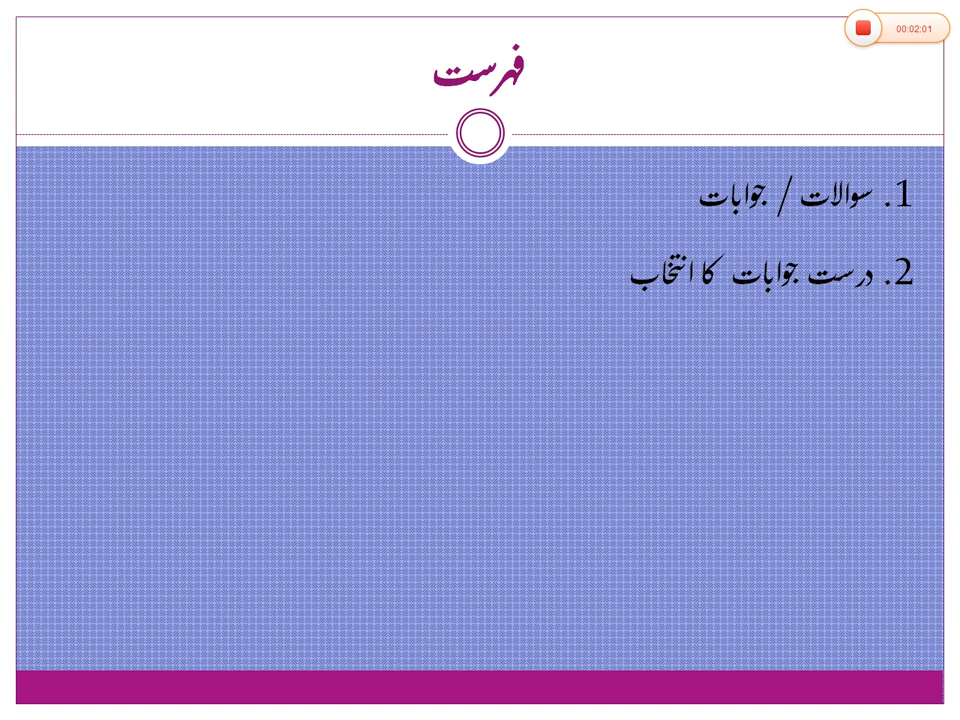 00:02:01
فہرست
1. سوالات / جوابات
2. درست جوابات کا انتخاب